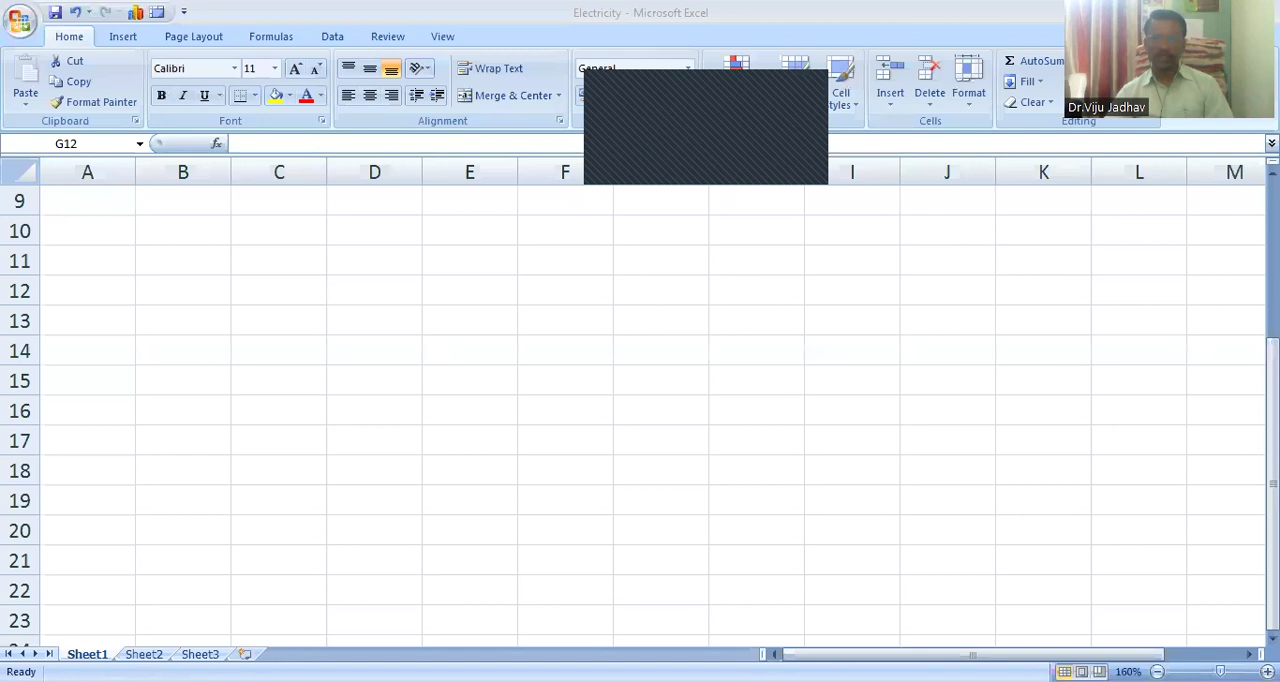 Electricity - Microsoft Excel
Home Insert Page Layout Formulas Data Review View
Paste
Cut
Copy
Format Painter
Clipboard
Calibri 11
B I U
Font
Wrap Text
Merge & Center
Alignment
General
Cell Styles
Insert Delete Format
Cells
Σ AutoSum
Fill
Clear
Editing
Dr.Viju Jadhav
G12 fx
A B C D E F I J K L M
9
10
11
12
13
14
15
16
17
18
19
20
21
22
23
Sheet1 Sheet2 Sheet3
Ready 160%